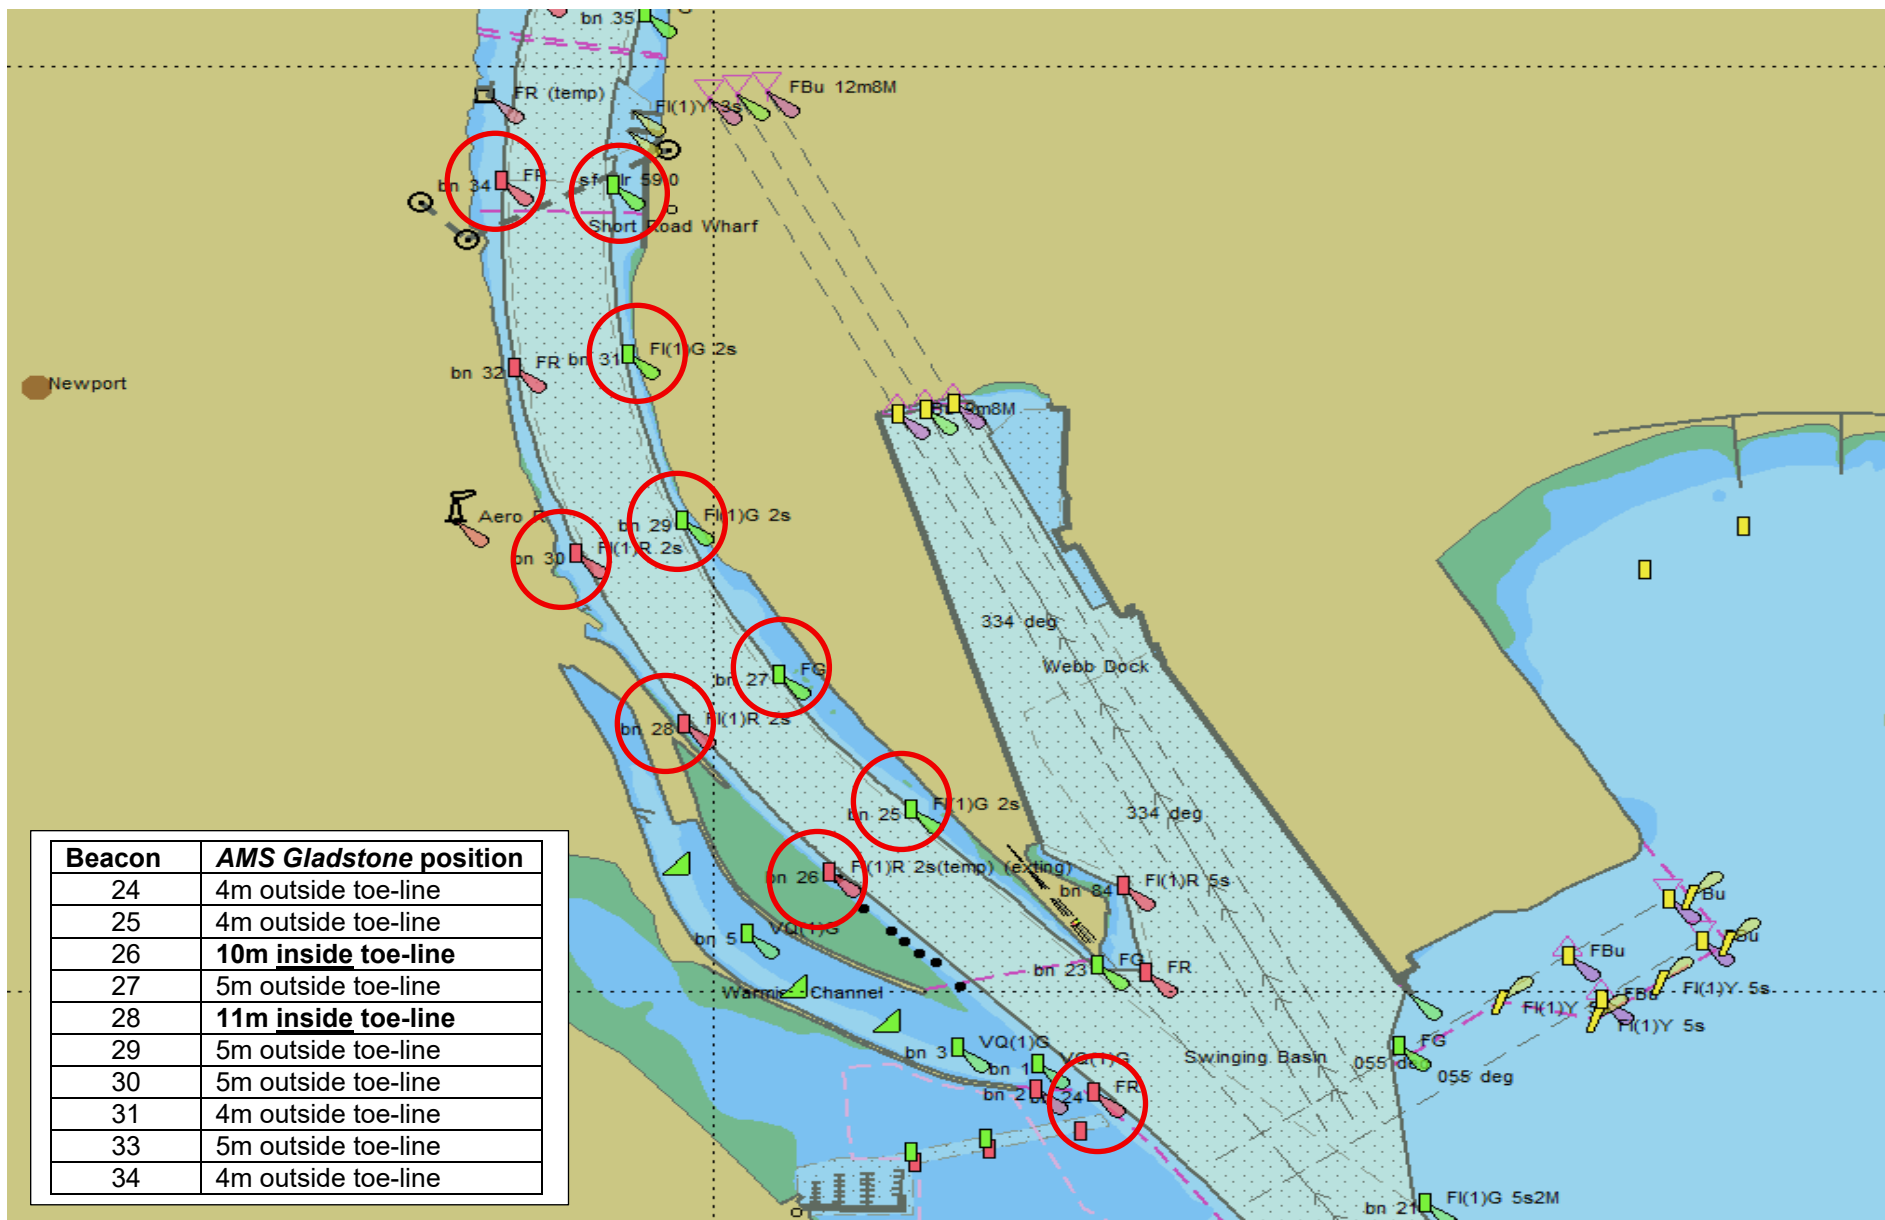 bn 35
FR (temp)
Fl(1)Y 3s
FBu 12m8M
bn 34
FR
Short Road Wharf
bn 32
FR
bn 31
Fl(1)G 2s
Newport
bn 29
Fl(1)G 2s
Aero
bn 30
Fl(1)R 2s
334 deg
Webb Dock
bn 27
FG
bn 28
Fl(1)R 2s
bn 25
Fl(1)G 2s
334 deg
bn 26
Fl(1)R 2s(temp) (exting)
bn 84
Fl(1)R 5s
Bu
bn 5
VQ(1)G
bn 23
FG
FR
FBu
Warmie Channel
Fl(1)Y 5s
FBu
Fl(1)Y 5s
bn 3
VQ(1)G
bn 1
VQ(1)G
Swinging Basin
055 deg
FG
055 deg
bn 2
24
FR
bn 21
Fl(1)G 5s2M
Beacon AMS Gladstone position
24 4m outside toe-line
25 4m outside toe-line
26 10m inside toe-line
27 5m outside toe-line
28 11m inside toe-line
29 5m outside toe-line
30 5m outside toe-line
31 4m outside toe-line
33 5m outside toe-line
34 4m outside toe-line